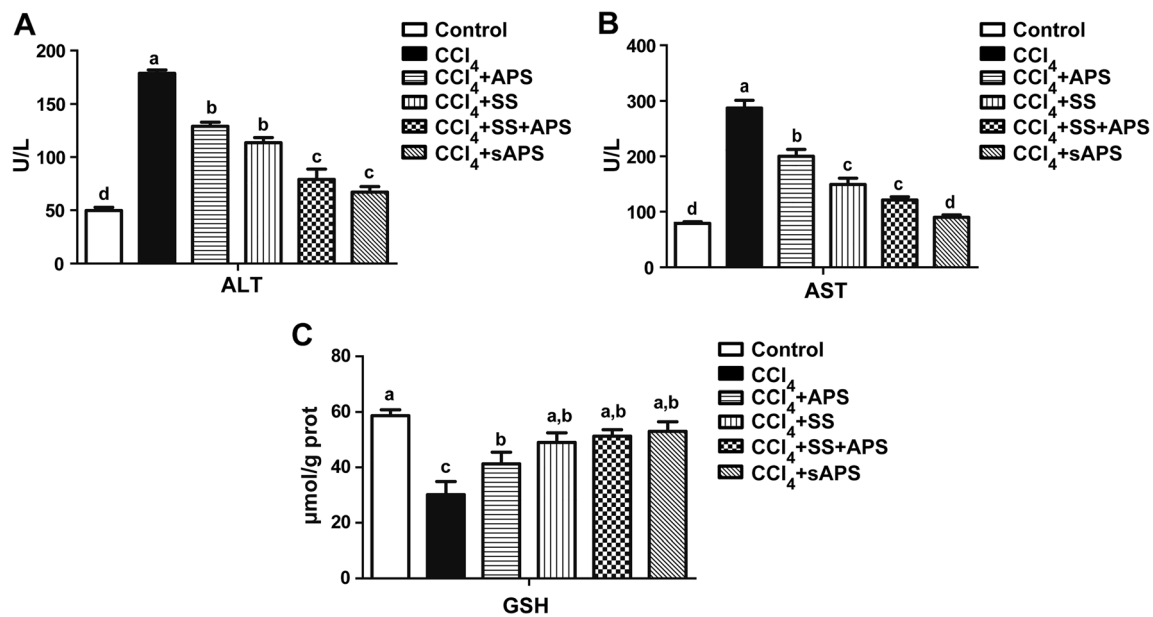 A
U/L
200
150
100
50
0
d
a
b
b
c
c
ALT
Control
CCl4
CCl4+APS
CCl4+SS
CCl4+SS+APS
CCl4+sAPS
B
U/L
400
300
200
100
0
d
a
b
c
c
d
AST
Control
CCl4
CCl4+APS
CCl4+SS
CCl4+SS+APS
CCl4+sAPS
C
μmol/g prot
80
60
40
20
0
a
c
b
a,b
a,b
a,b
GSH
Control
CCl4
CCl4+APS
CCl4+SS
CCl4+SS+APS
CCl4+sAPS